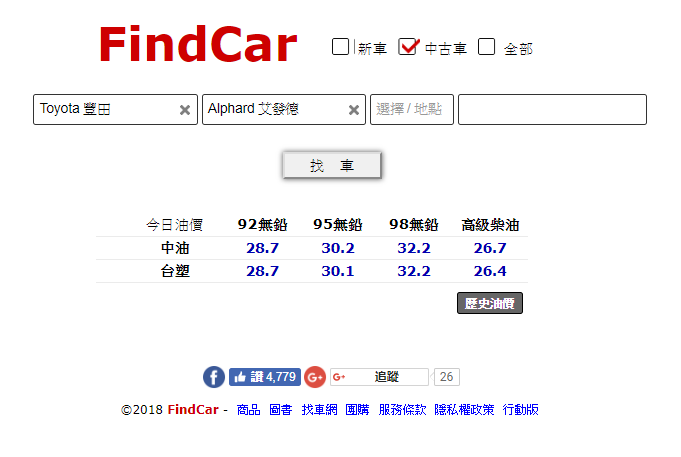 FindCar 新車 中古車 全部
Toyota 豐田 Alphard 艾發德 選擇 / 地點
找 車
今日油價 92無鉛 95無鉛 98無鉛 高級柴油
中油 28.7 30.2 32.2 26.7
台塑 28.7 30.1 32.2 26.4
歷史油價
讚 4,779 G+ G+ 追蹤 26
©2018 FindCar - 商品 圖書 找車網 團購 服務條款 隱私權政策 行動版